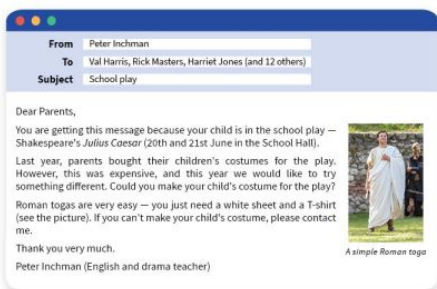 From Peter Inchman
To Val Harris, Rick Masters, Harriet Jones (and 12 others)
Subject School play
Dear Parents,
You are getting this message because your child is in the school play —
Shakespeare's Julius Caesar (20th and 21st June in the School Hall).
Last year, parents bought their children's costumes for the play.
However, this was expensive, and this year we would like to try
something different. Could you make your child's costume for the play?
Roman togas are very easy — you just need a white sheet and a T-shirt
(see the picture). If you can't make your child's costume, please contact
me.
Thank you very much.
Peter Inchman (English and drama teacher)
A simple Roman toga